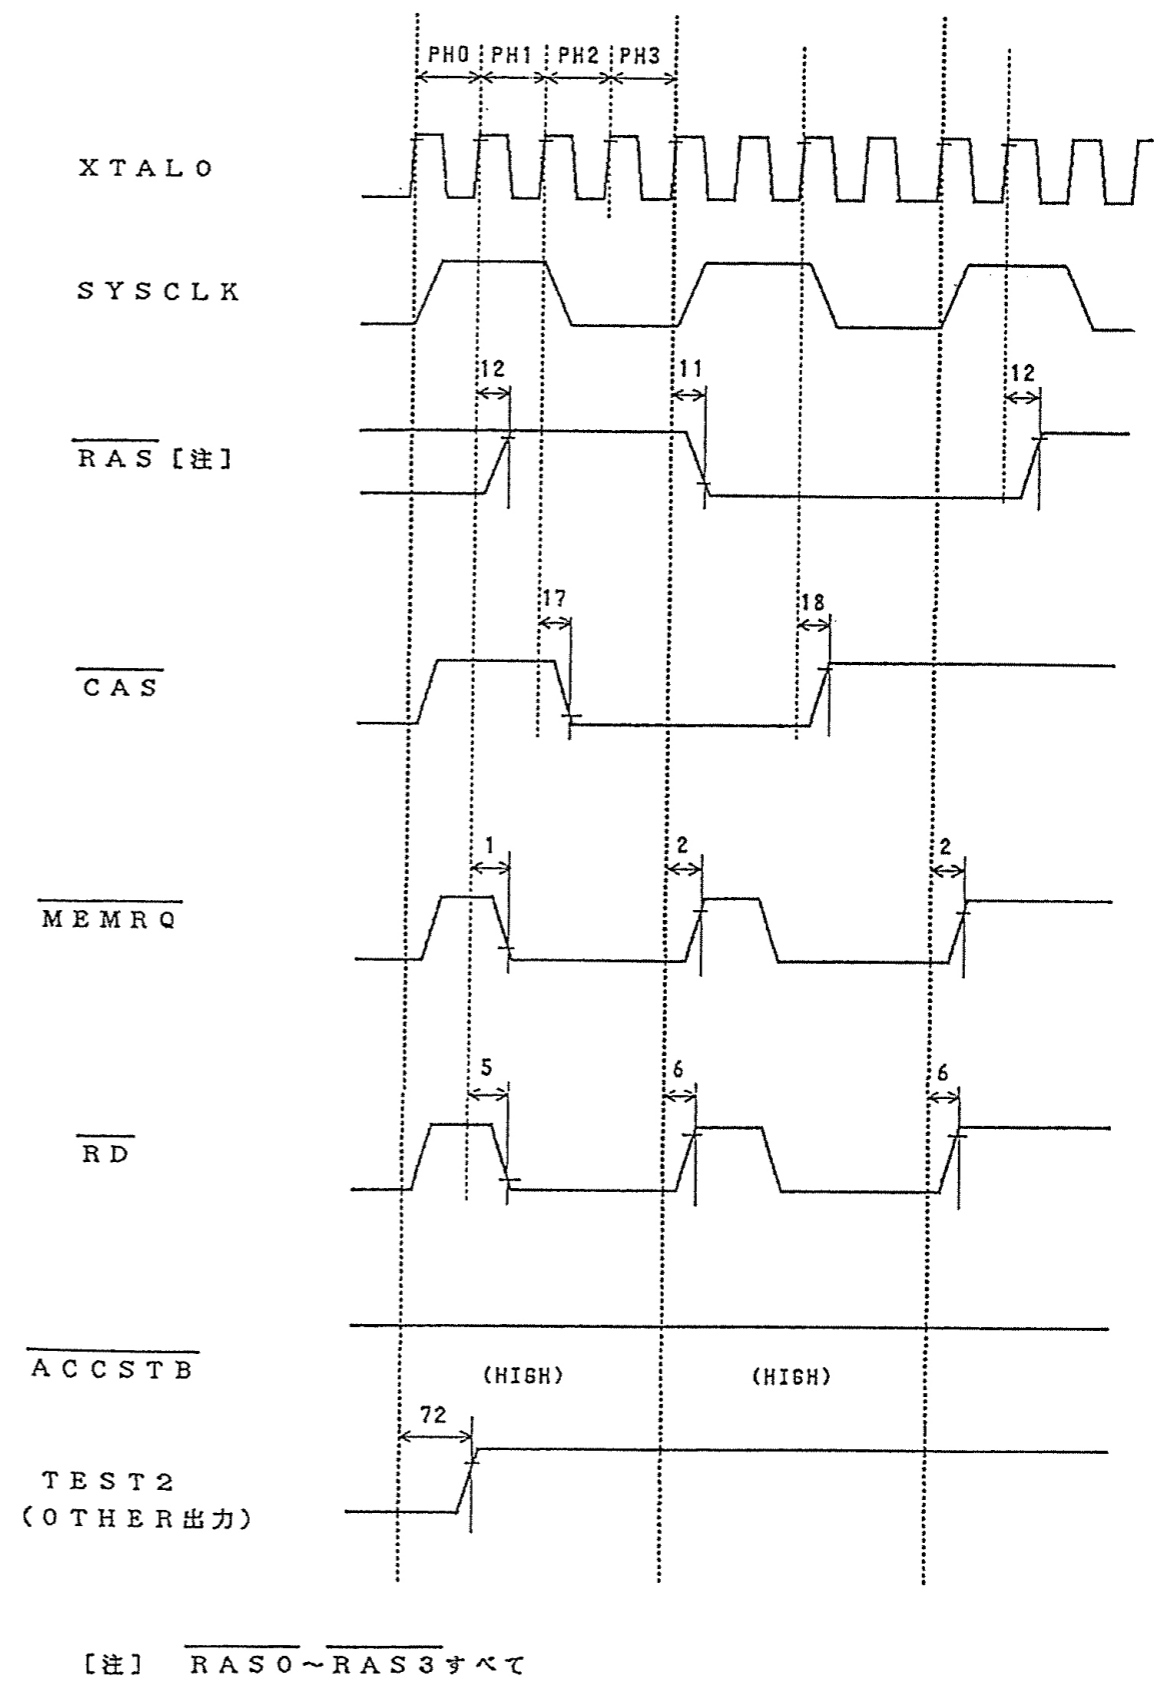 PH0 PH1 PH2 PH3
XTALO
SYSCLK
12 11 12
RAS[注]
17 18
CAS
1 2 2
MEMRQ
5 6 6
RD
ACCSTB
(HIGH) (HIGH)
72
TEST2
(OTHER出力)
[注] RAS0~RAS3すべて